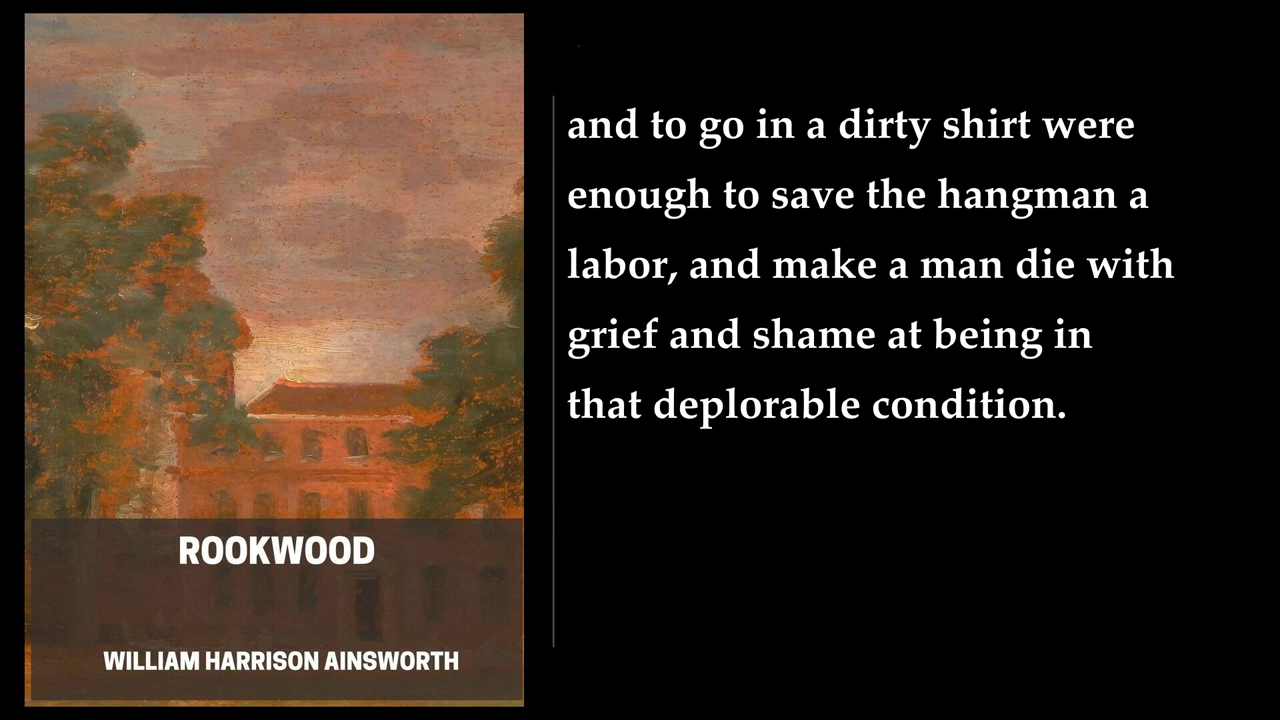 and to go in a dirty shirt were
enough to save the hangman a
labor, and make a man die with
grief and shame at being in
that deplorable condition.
ROOKWOOD
WILLIAM HARRISON AINSWORTH